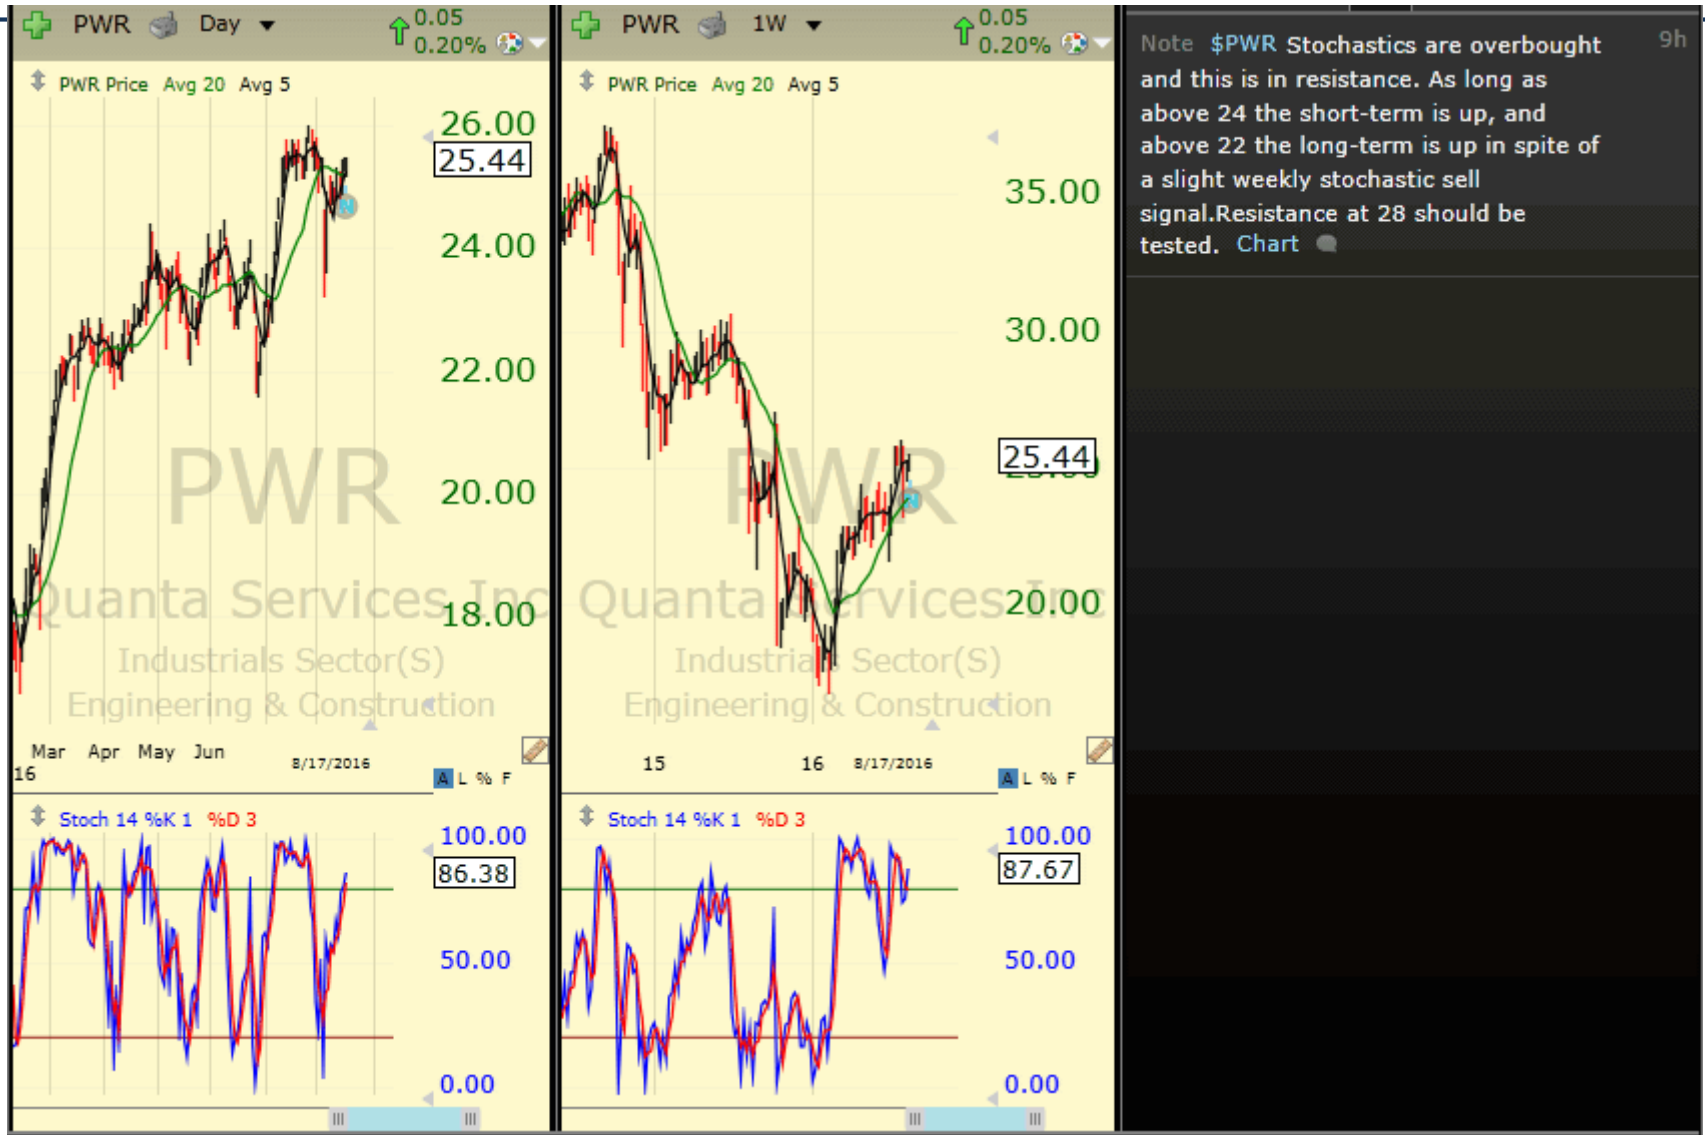 PWR Day 0.05
0.20%
PWR Price Avg 20 Avg 5
26.00
25.44
24.00
22.00
20.00
18.00
PWR
Quanta Services Inc
Industrials Sector(S)
Engineering & Construction
Mar Apr May Jun
16
8/17/2016
A L % F
Stoch 14 %K 1 %D 3
100.00
86.38
50.00
0.00
PWR 1W 0.05
0.20%
PWR Price Avg 20 Avg 5
35.00
30.00
25.44
N
20.00
PWR
Quanta Services Inc
Industrials Sector(S)
Engineering & Construction
15 16 8/17/2016
A L % F
Stoch 14 %K 1 %D 3
100.00
87.67
50.00
0.00
Note $PWR Stochastics are overbought 9h
and this is in resistance. As long as
above 24 the short-term is up, and
above 22 the long-term is up in spite of
a slight weekly stochastic sell
signal.Resistance at 28 should be
tested. Chart